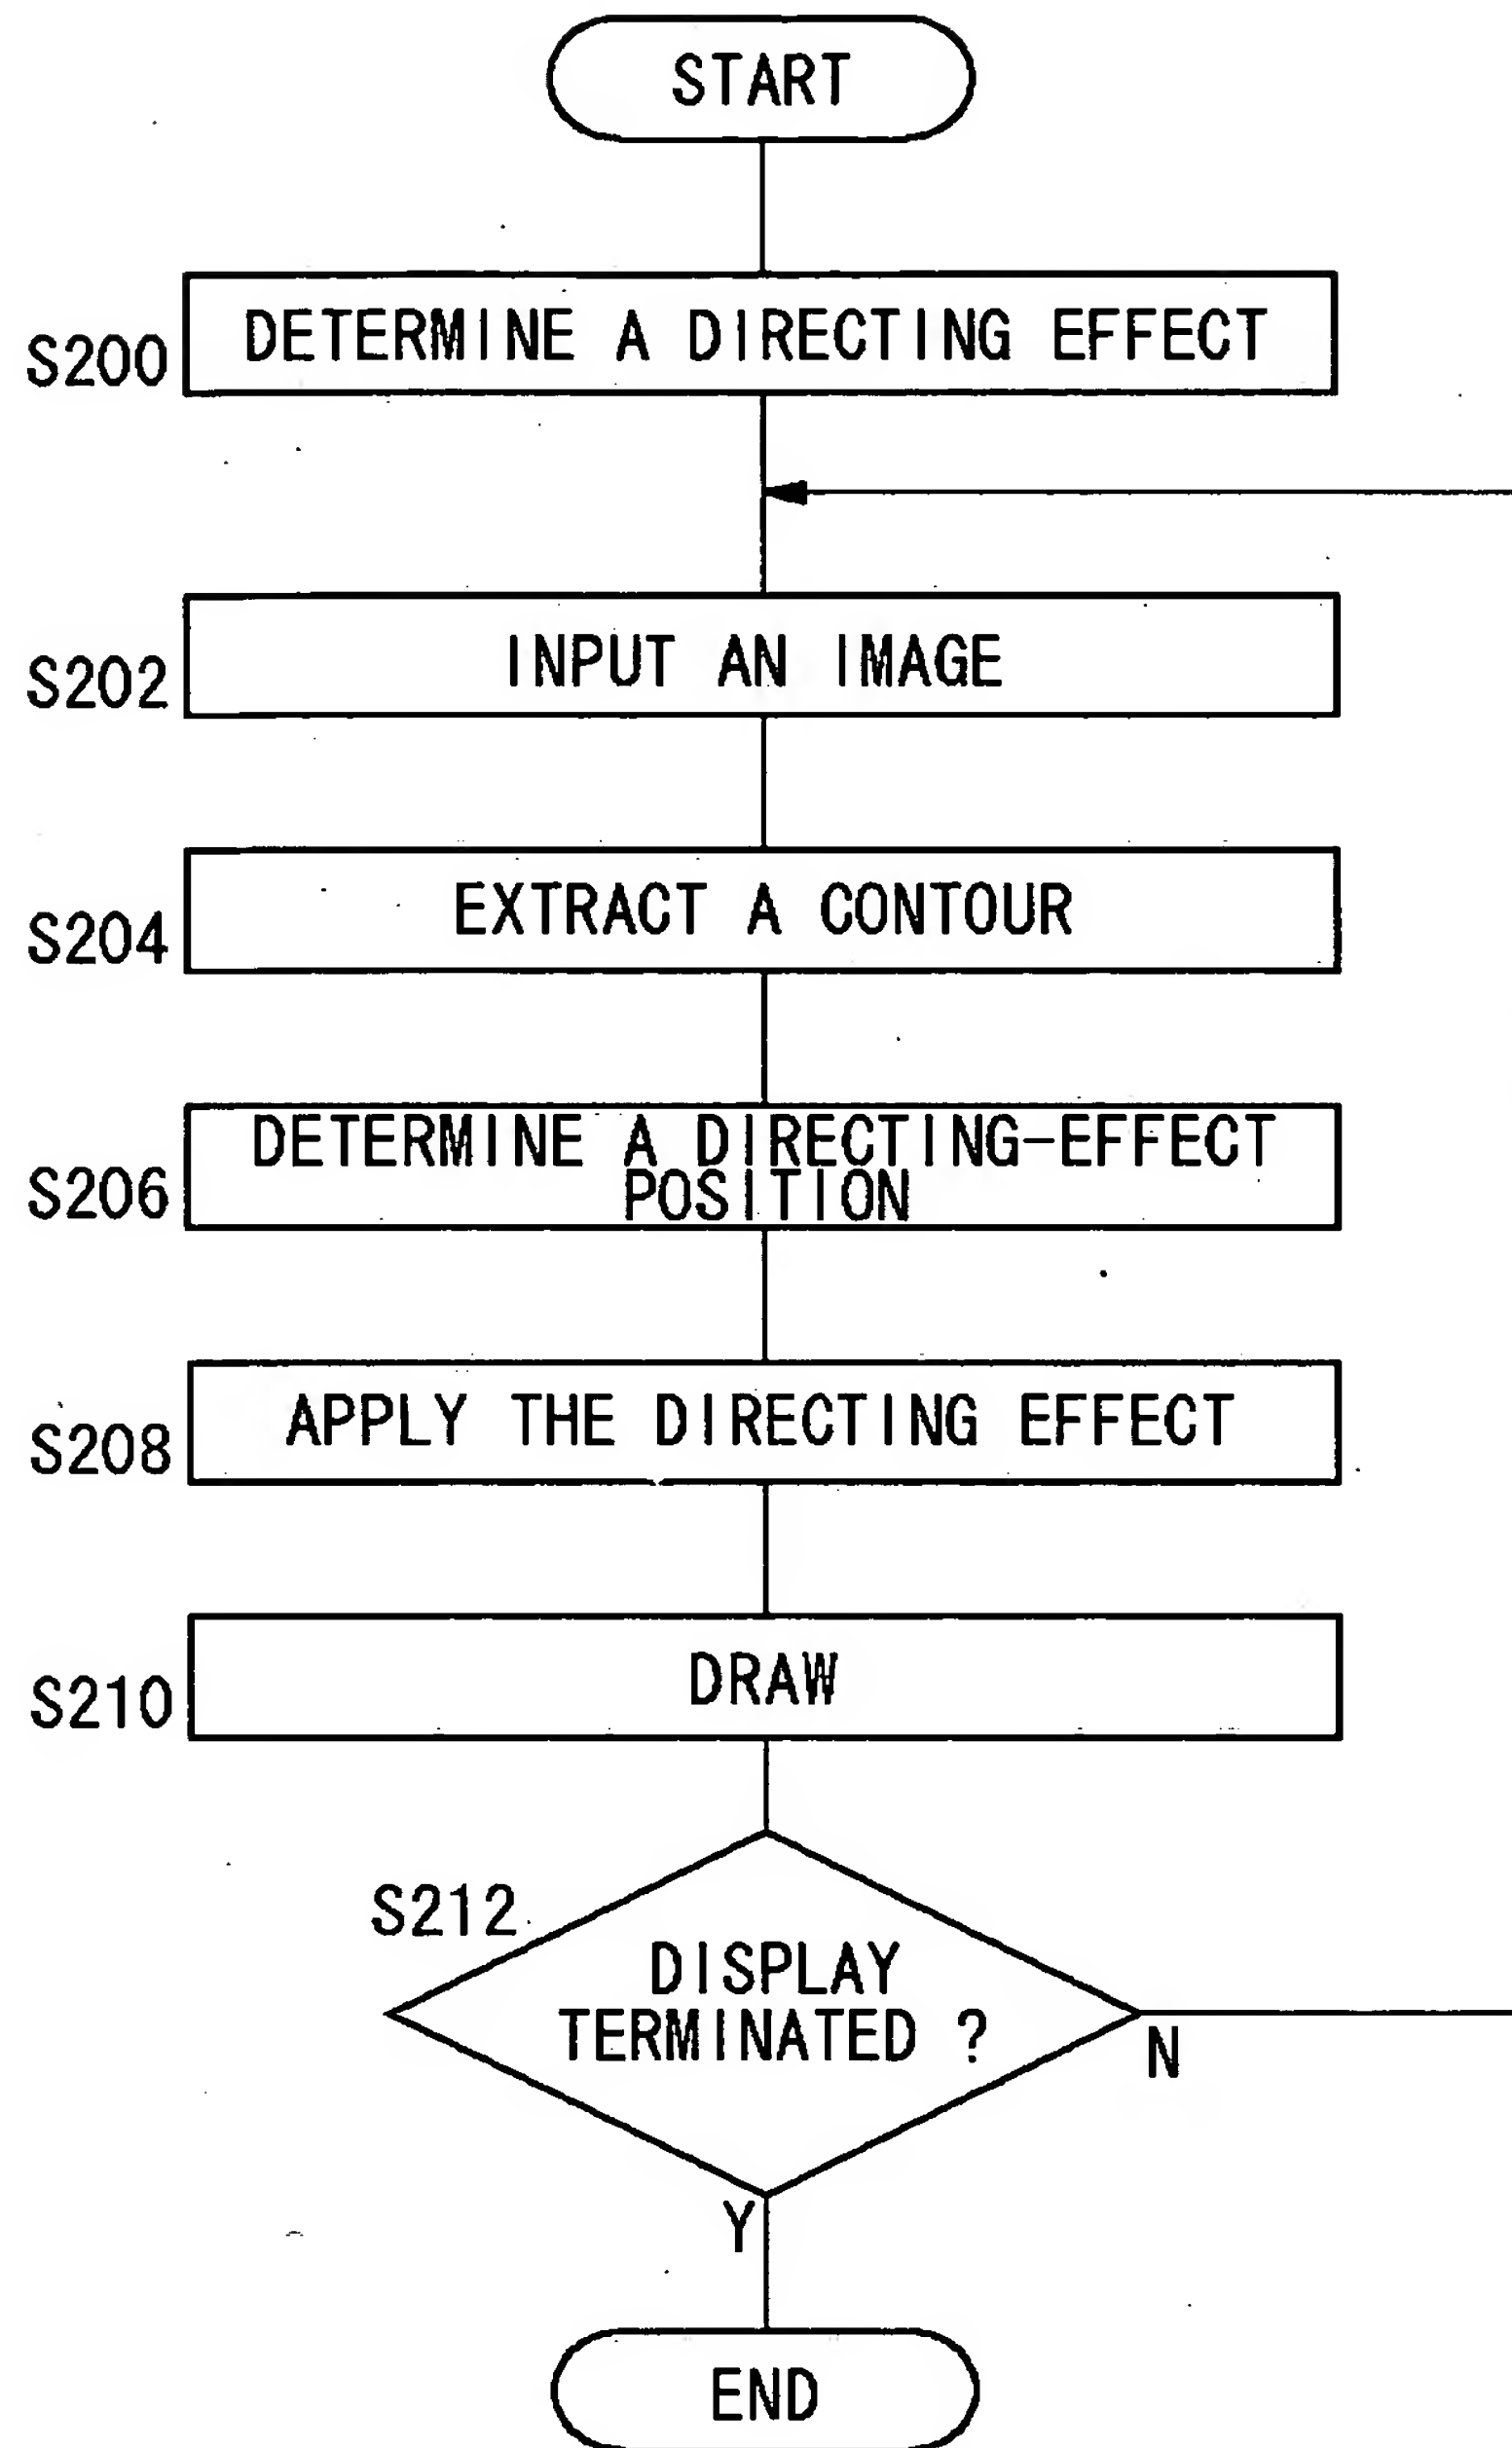 START
S200
DETERMINE A DIRECTING EFFECT
S202
INPUT AN IMAGE
S204
EXTRACT A CONTOUR
S206
DETERMINE A DIRECTING-EFFECT
POSITION
S208
APPLY THE DIRECTING EFFECT
S210
DRAW
S212
DISPLAY
TERMINATED ?
N
Y
END